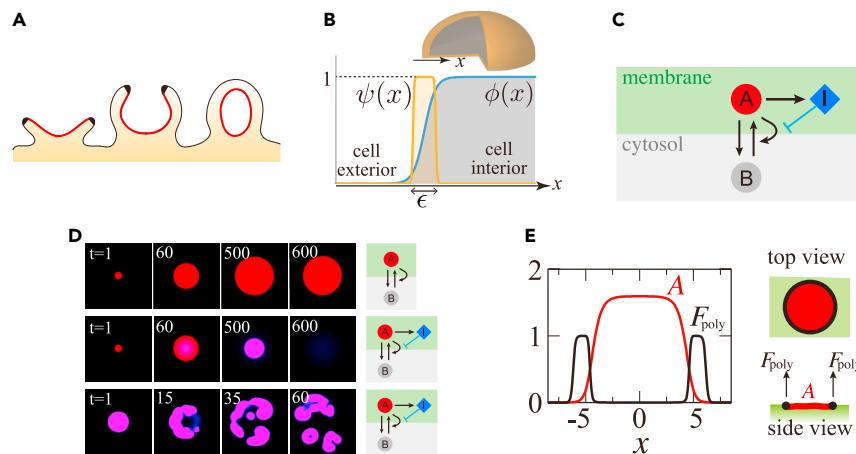 A
B
x
1
ψ(x)
ϕ(x)
cell exterior
cell interior
x
ϵ
C
membrane
A
I
cytosol
B
D
t=1
60
500
600
A
B
t=1
60
500
600
A
I
B
t=1
15
35
60
A
I
B
E
2
1
0
A
F_poly
-5
0
5
x
top view
F_poly
F_poly
A
side view